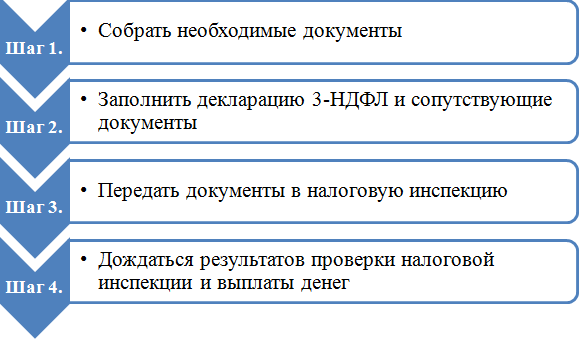 Шаг 1.
• Собрать необходимые документы
Шаг 2.
• Заполнить декларацию 3-НДФЛ и сопутствующие
документы
Шаг 3.
• Передать документы в налоговую инспекцию
Шаг 4.
• Дождаться результатов проверки налоговой
инспекции и выплаты денег